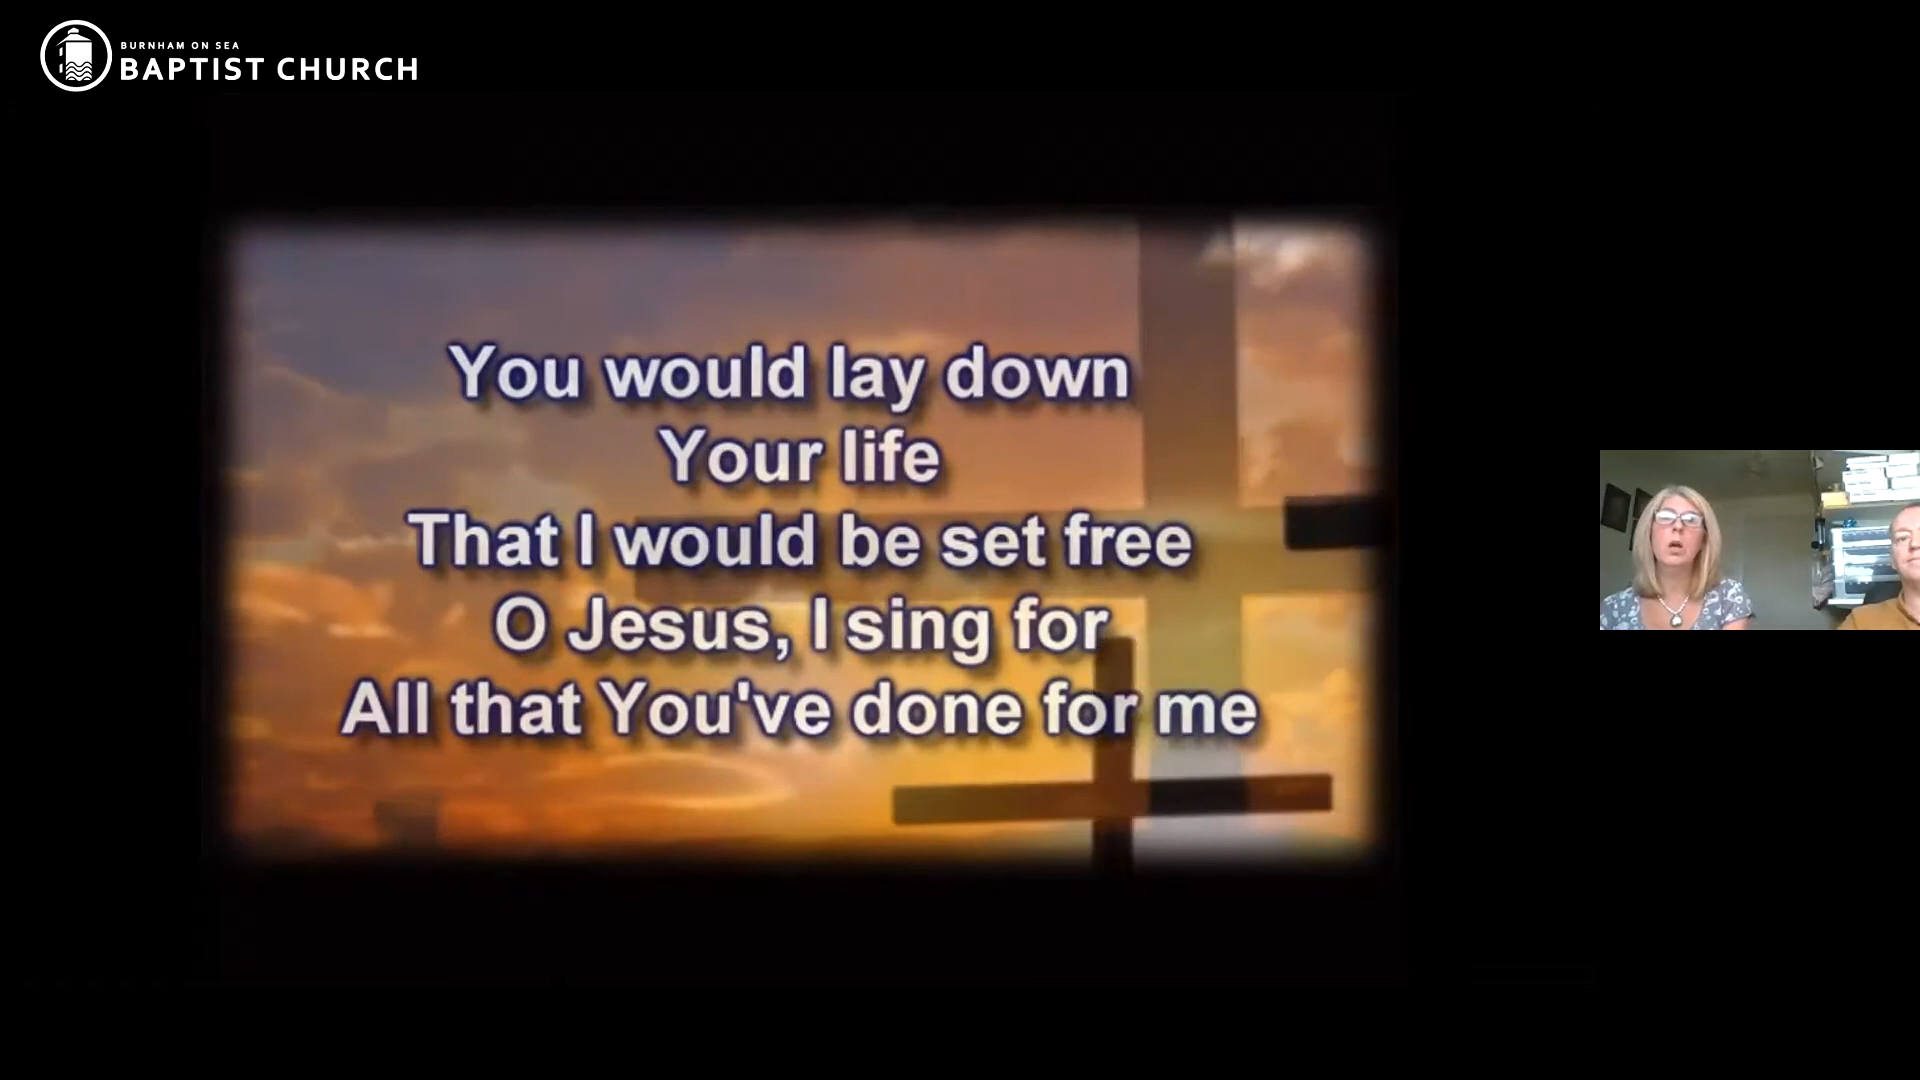 BURNHAM ON SEA
BAPTIST CHURCH
You would lay down
Your life
That I would be set free
O Jesus, I sing for
All that You've done for me